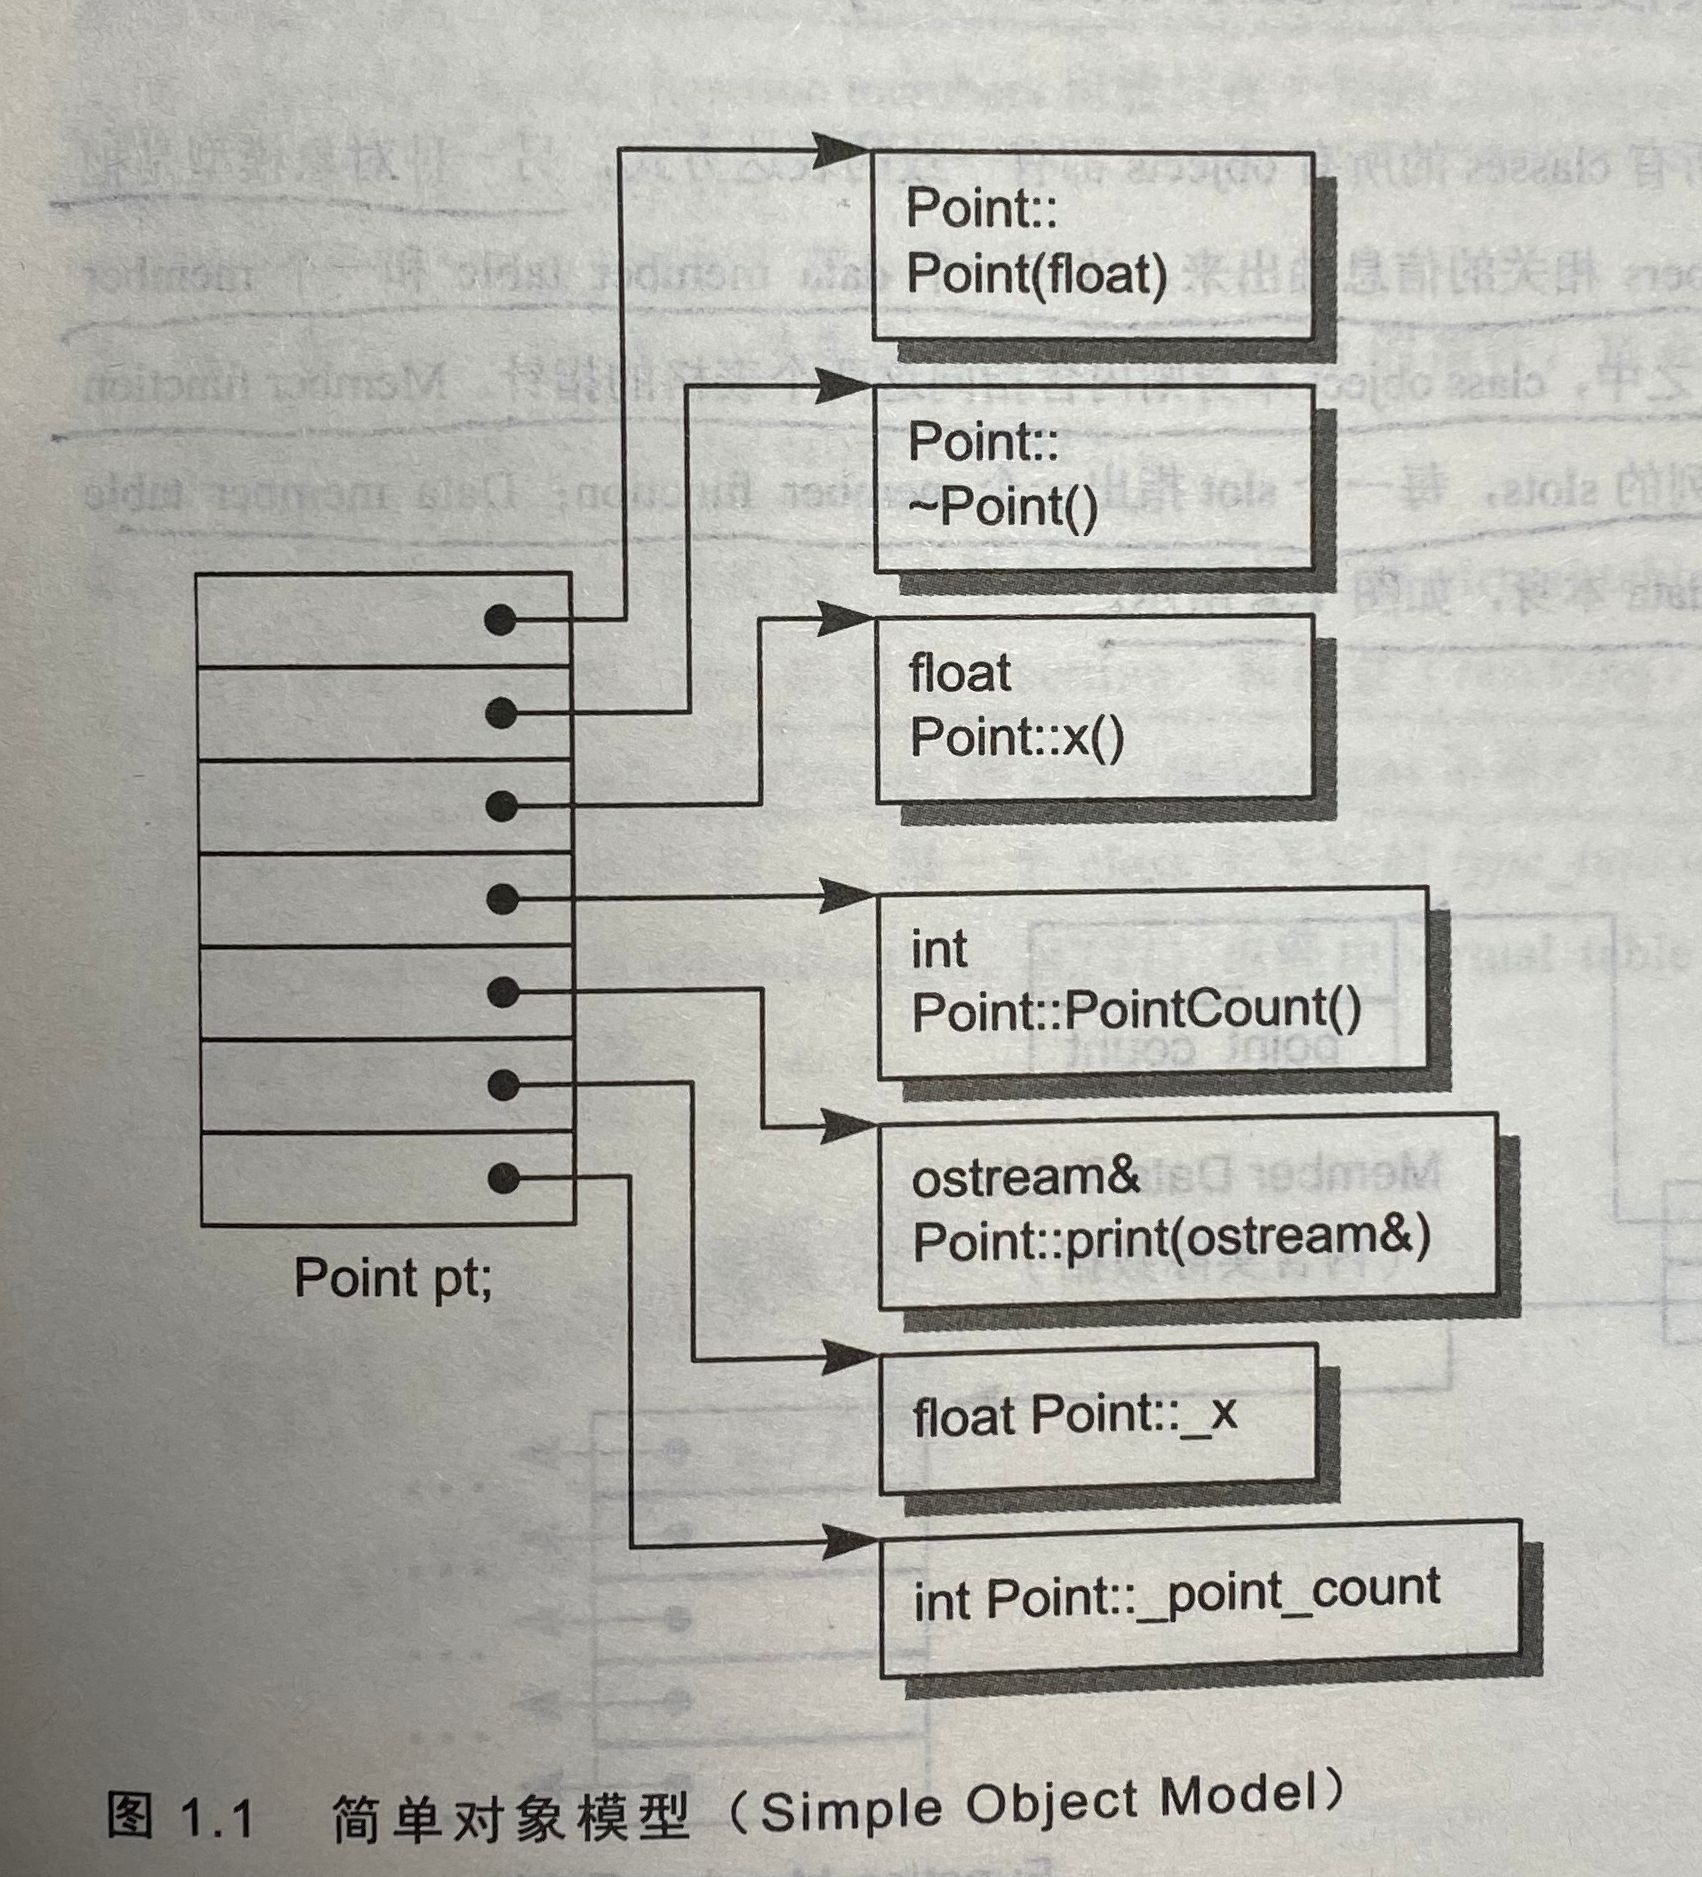 Point::
Point(float)
Point::
~Point()
float
Point::x()
int
Point::PointCount()
ostream&
Point::print(ostream&)
Point pt;
float Point::_x
int Point::_point_count
图 1.1 简单对象模型（Simple Object Model）